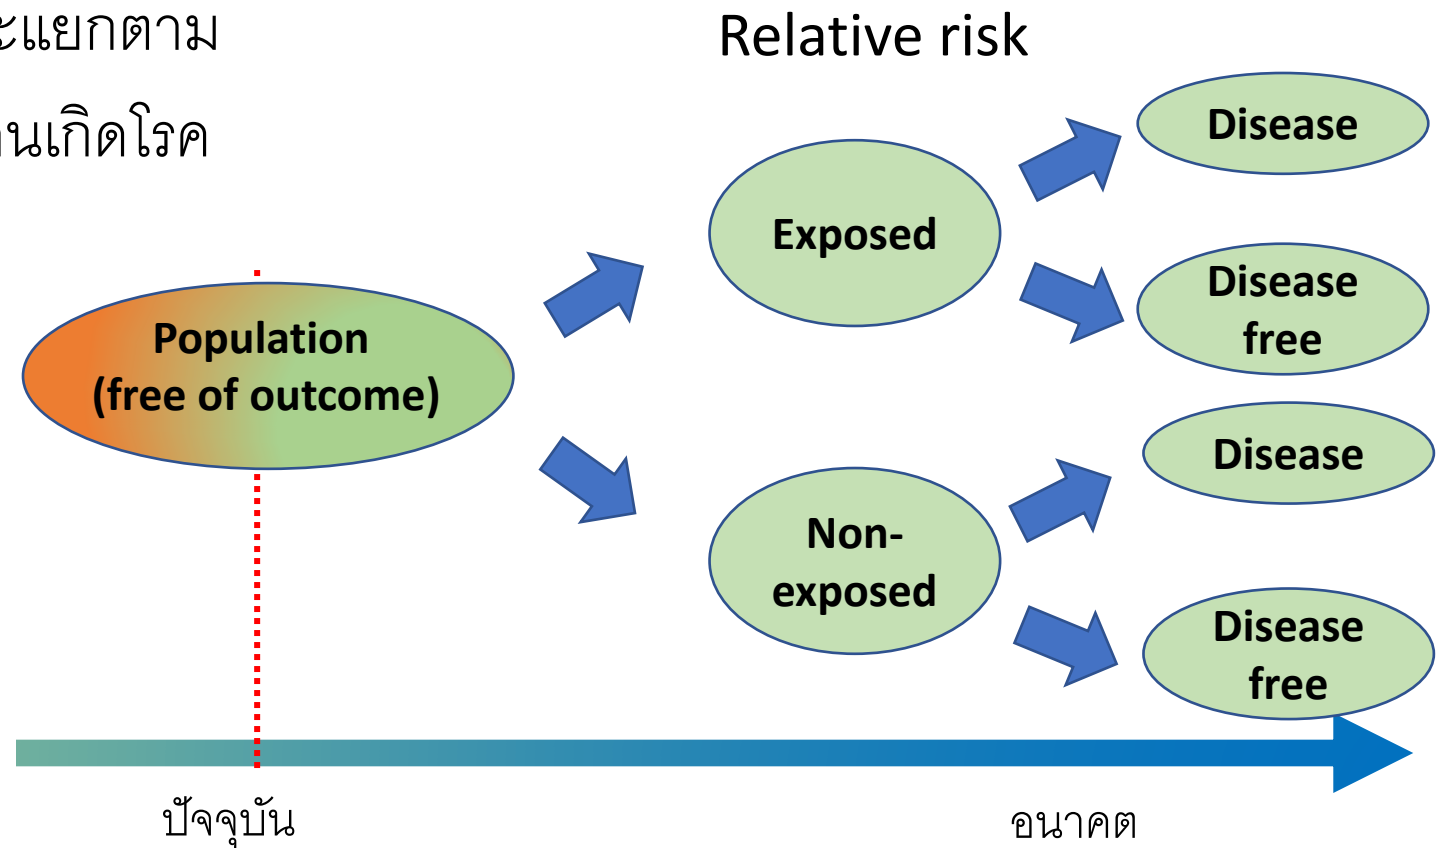 ะแยกตาม
นเกิดโรค
Relative risk
Population
(free of outcome)
Exposed
Non-
exposed
Disease
Disease
free
Disease
Disease
free
ปัจจุบัน
อนาคต